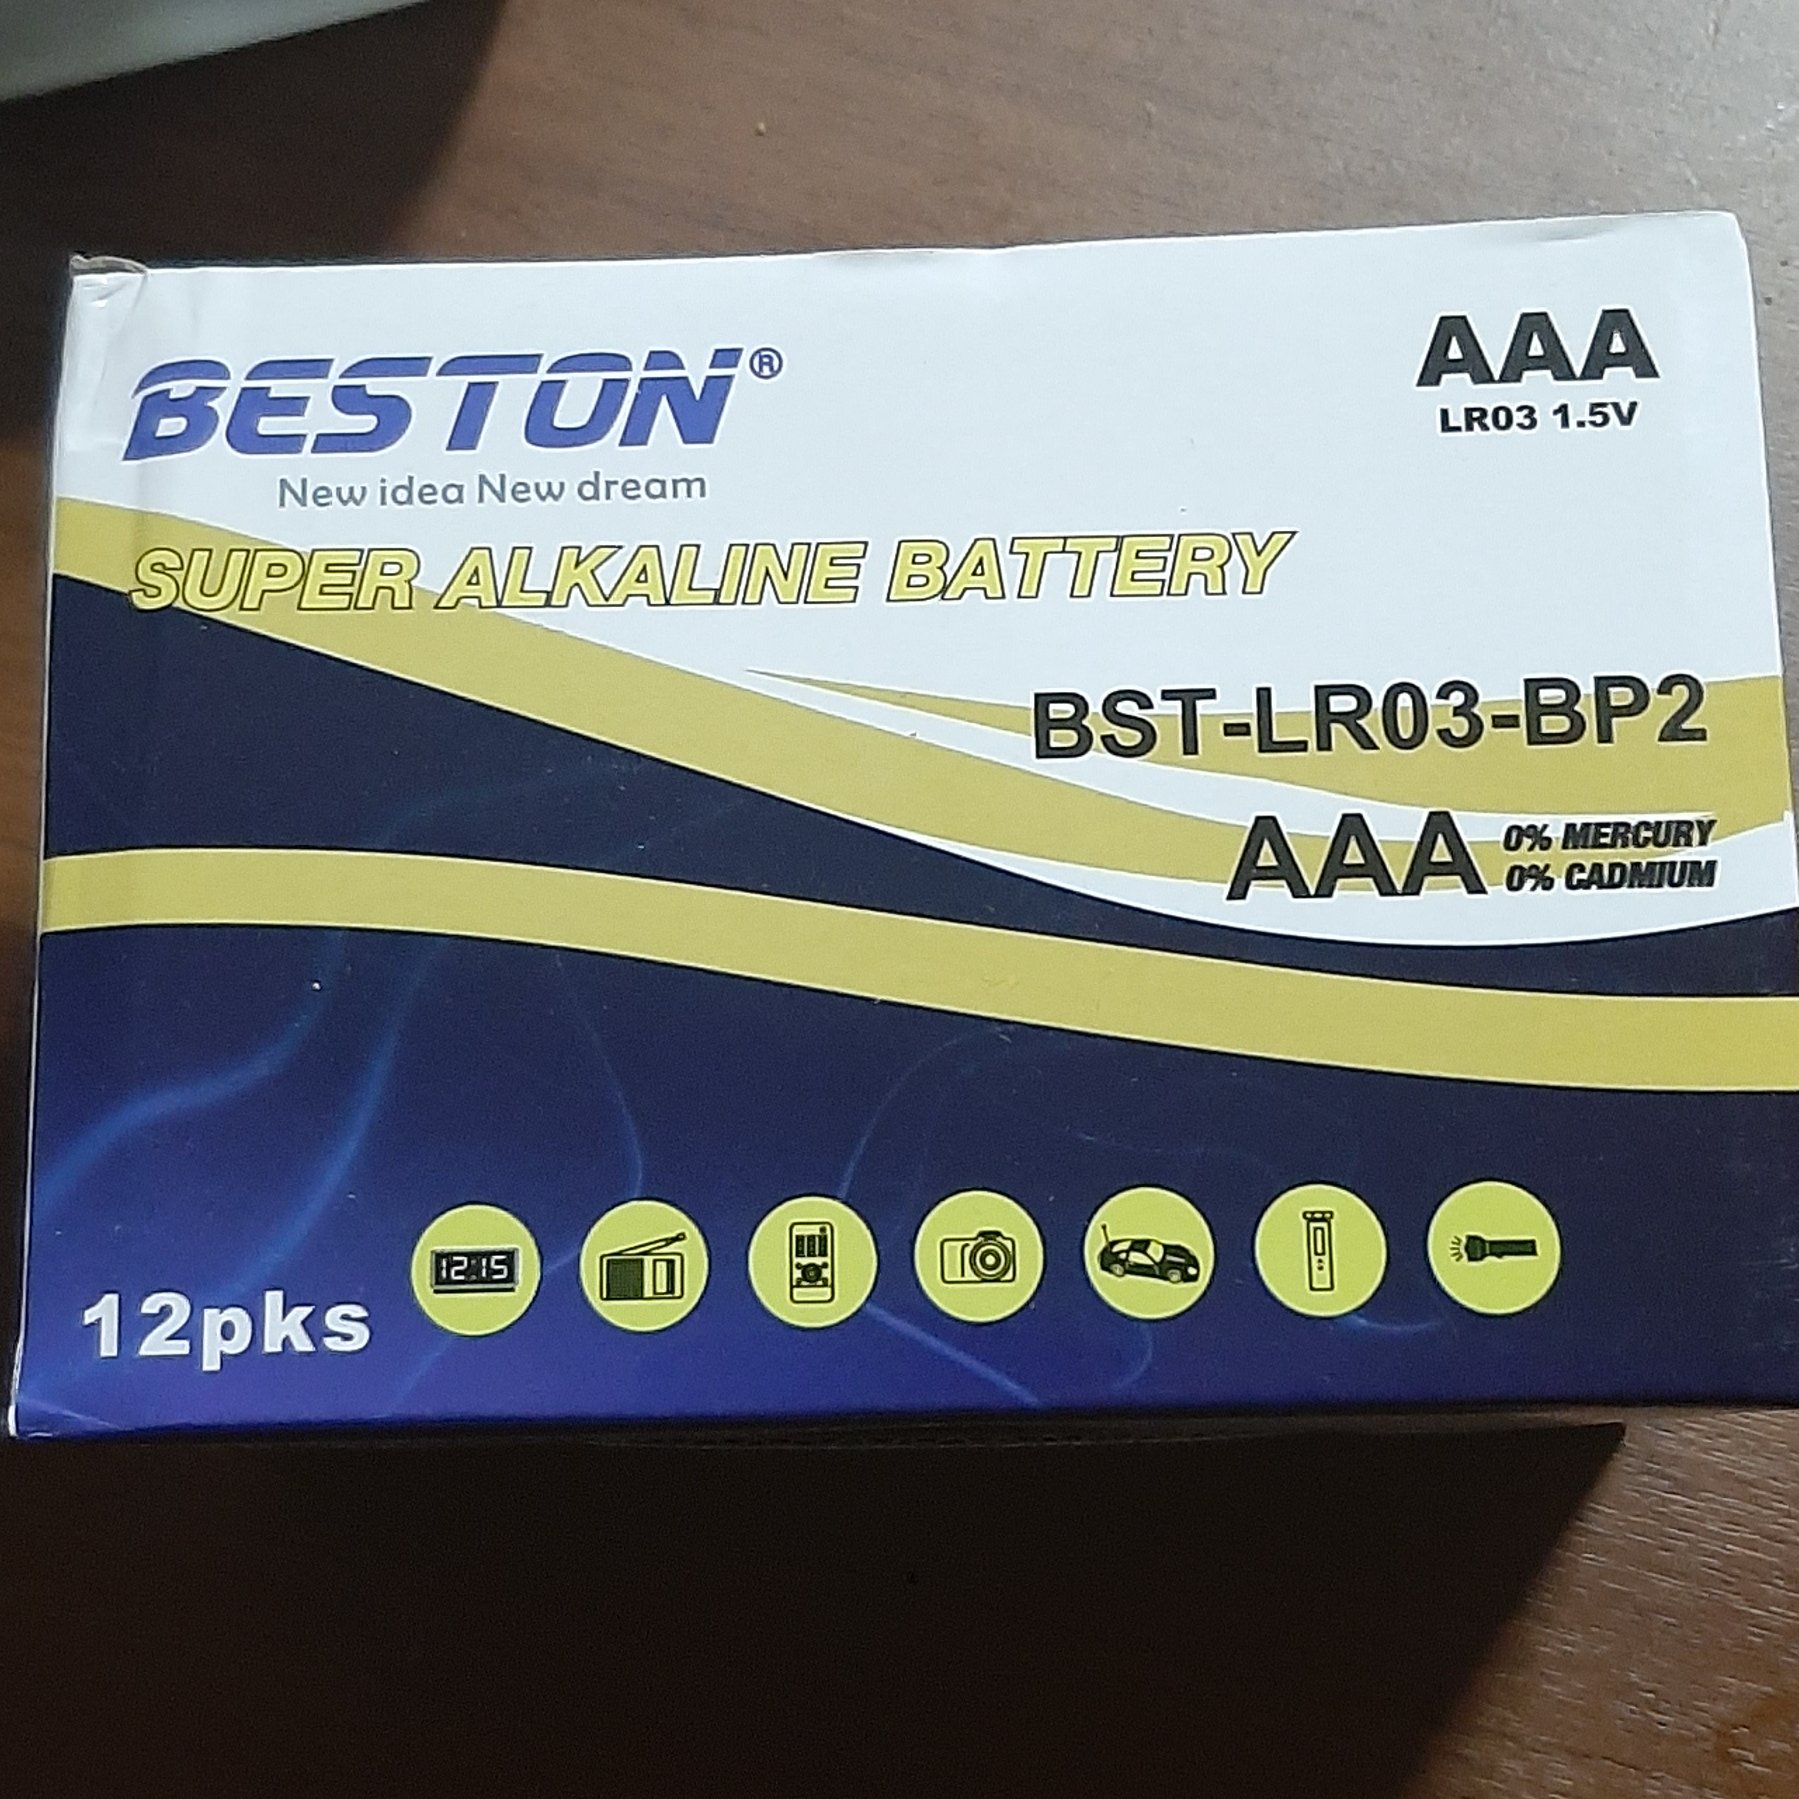 BESTON®
New idea New dream
AAA
LR03 1.5V
SUPER ALKALINE BATTERY
BST-LR03-BP2
AAA
0% MERCURY
0% CADMIUM
12pks
12:15